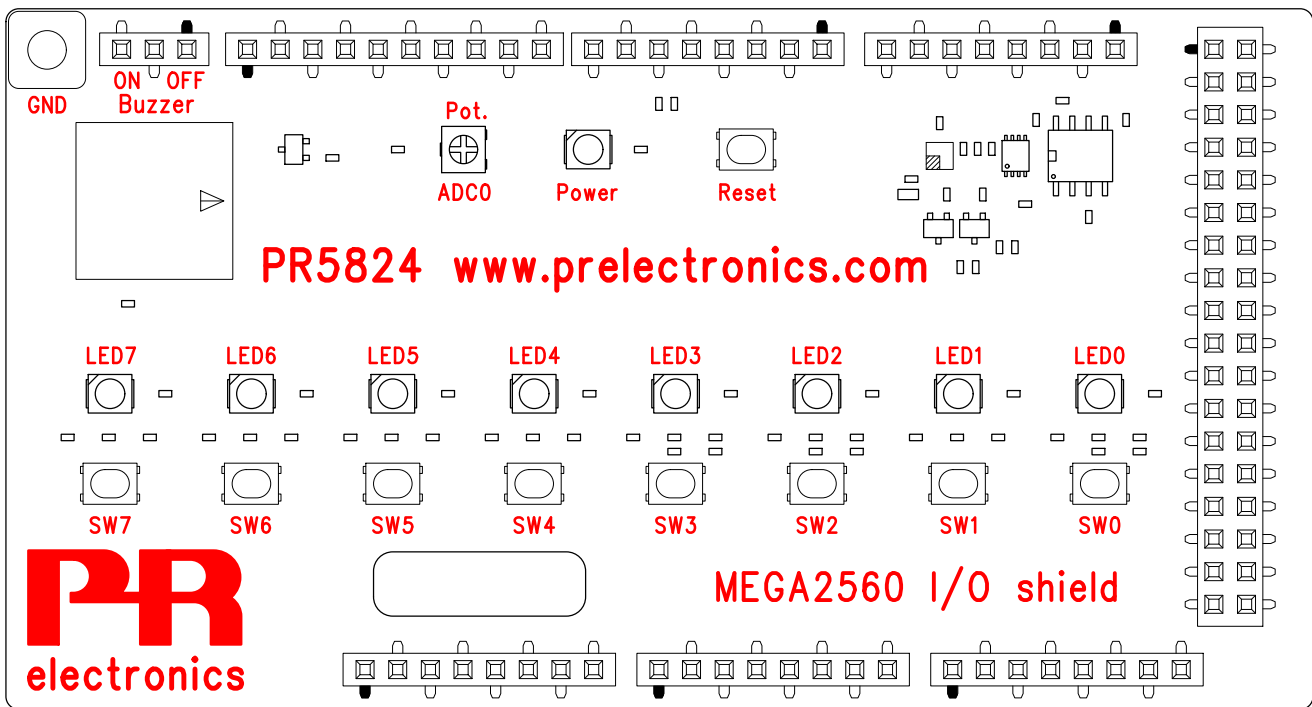 ON OFF
GND Buzzer
Pot.
ADC0 Power Reset
PR5824 www.prelectronics.com
LED7 LED6 LED5 LED4 LED3 LED2 LED1 LED0
SW7 SW6 SW5 SW4 SW3 SW2 SW1 SW0
PR
electronics
MEGA2560 I/O shield